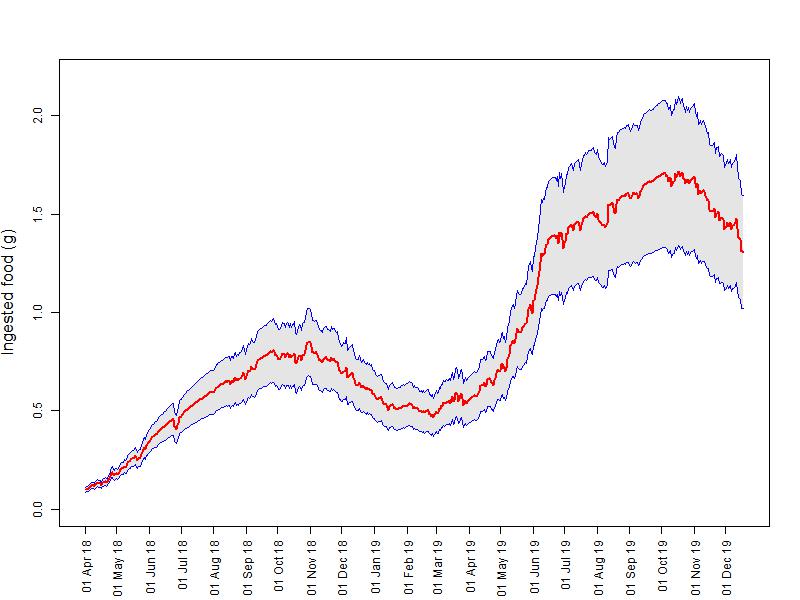 Ingested food (g)
2.0
1.5
1.0
0.5
0.0
01 Apr 18
01 May 18
01 Jun 18
01 Jul 18
01 Aug 18
01 Sep 18
01 Oct 18
01 Nov 18
01 Dec 18
01 Jan 19
01 Feb 19
01 Mar 19
01 Apr 19
01 May 19
01 Jun 19
01 Jul 19
01 Aug 19
01 Sep 19
01 Oct 19
01 Nov 19
01 Dec 19